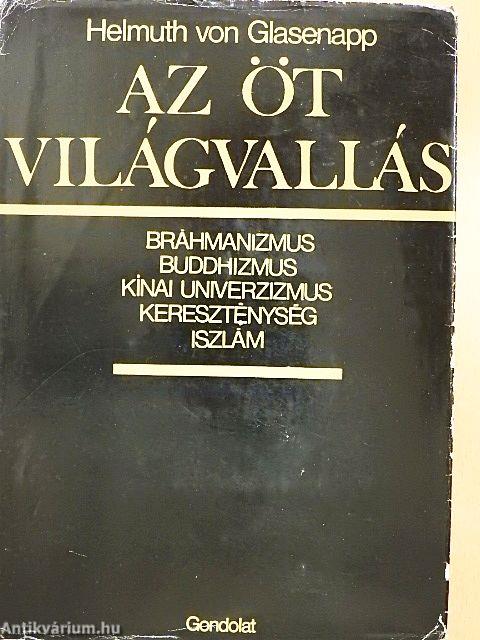 Helmuth von Glasenapp
AZ ÖT
VILÁGVALLÁS
BRÁHMANIZMUS
BUDDHIZMUS
KÍNAI UNIVERZIZMUS
KERESZTÉNYSÉG
ISZLÁM
Antikvárium.hu
Gondolat